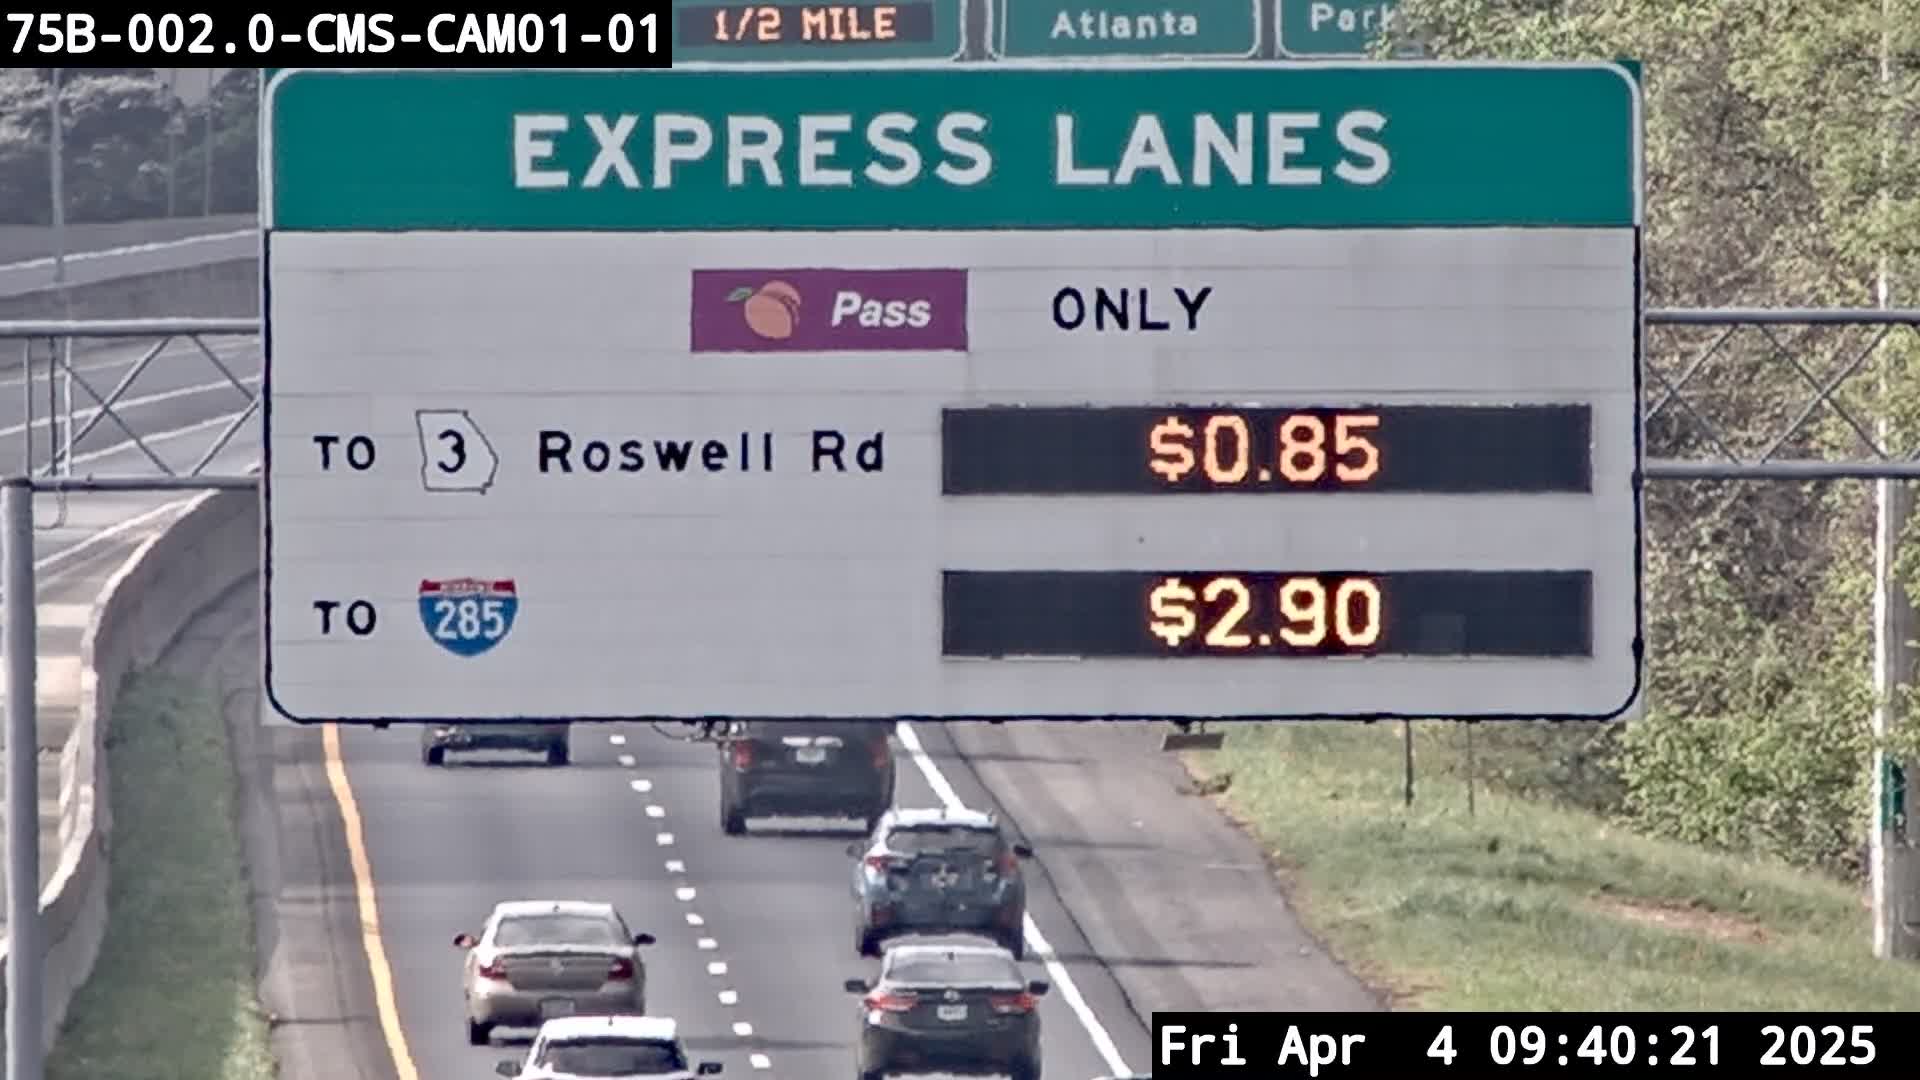 75B-002.0-CMS-CAM01-01
1/2 MILE
Atlanta
Park
EXPRESS LANES
Pass ONLY
TO 3 Roswell Rd $0.85
TO 285 $2.90
Fri Apr 4 09:40:21 2025